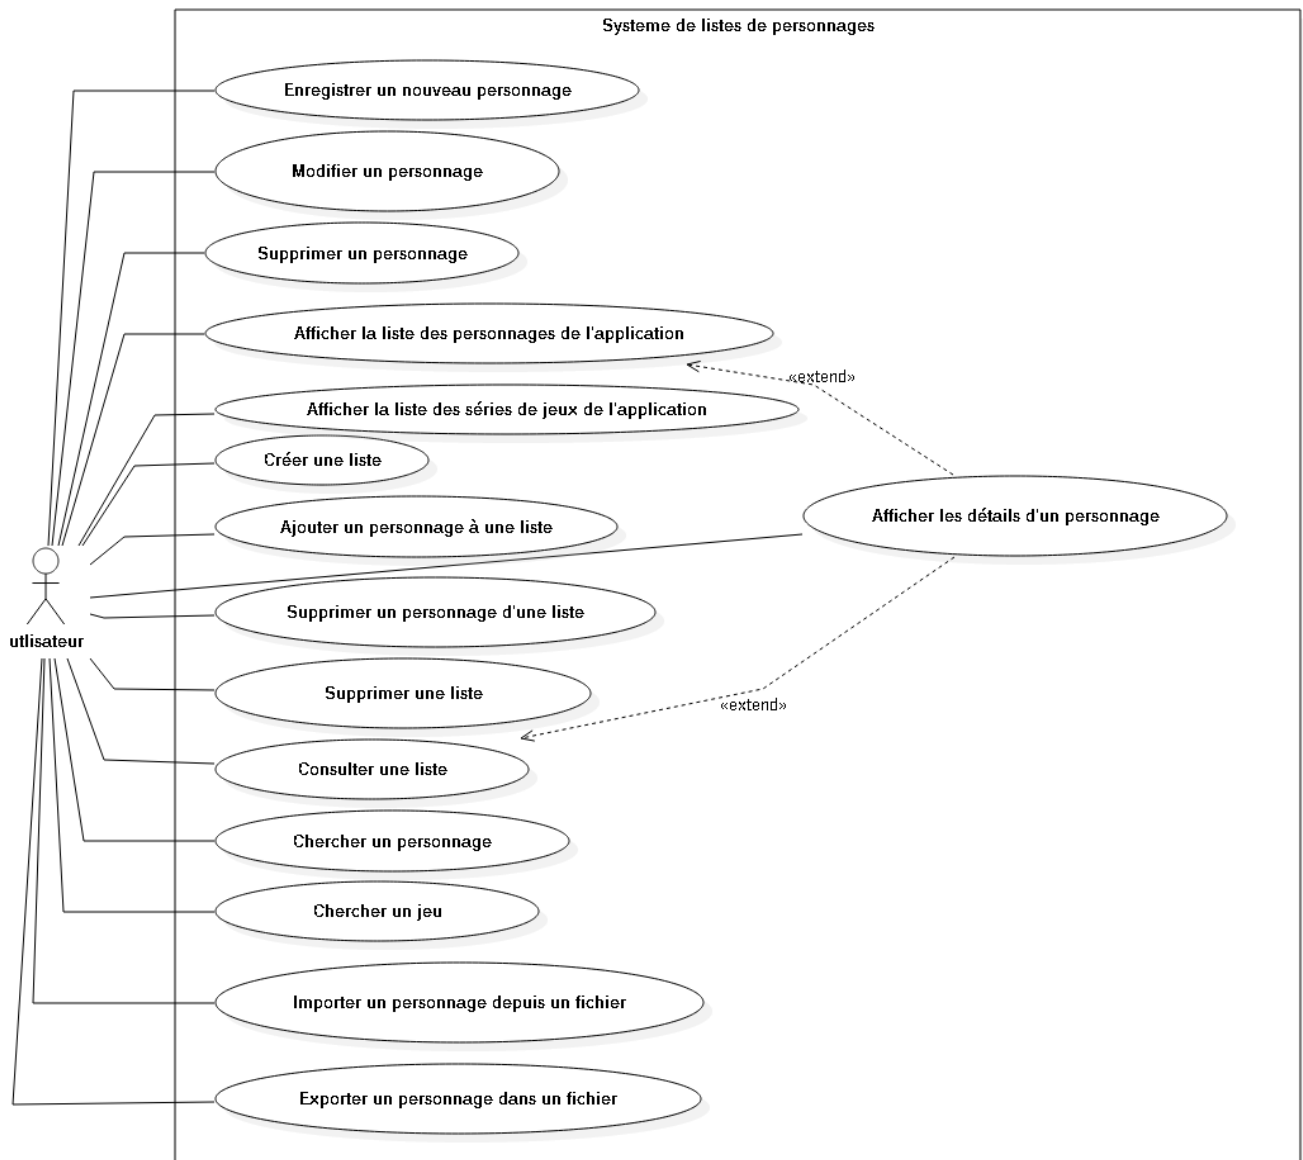 Systeme de listes de personnages
Enregistrer un nouveau personnage
Modifier un personnage
Supprimer un personnage
Afficher la liste des personnages de l'application
«extend»
Afficher la liste des séries de jeux de l'application
Créer une liste
Afficher les détails d'un personnage
Ajouter un personnage à une liste
Supprimer un personnage d'une liste
utlisateur
Supprimer une liste
«extend»
Consulter une liste
Chercher un personnage
Chercher un jeu
Importer un personnage depuis un fichier
Exporter un personnage dans un fichier